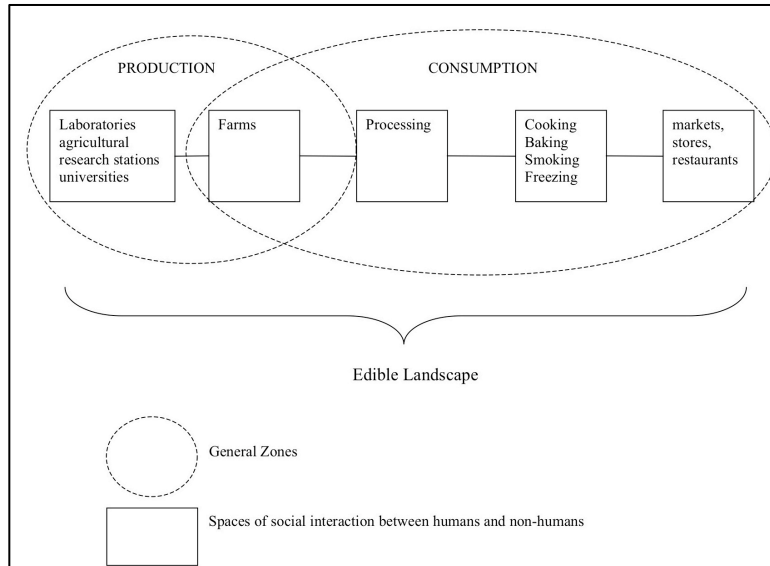 PRODUCTION
CONSUMPTION
Laboratories
agricultural
research stations
universities
Farms
Processing
Cooking
Baking
Smoking
Freezing
markets,
stores,
restaurants
Edible Landscape
General Zones
Spaces of social interaction between humans and non-humans